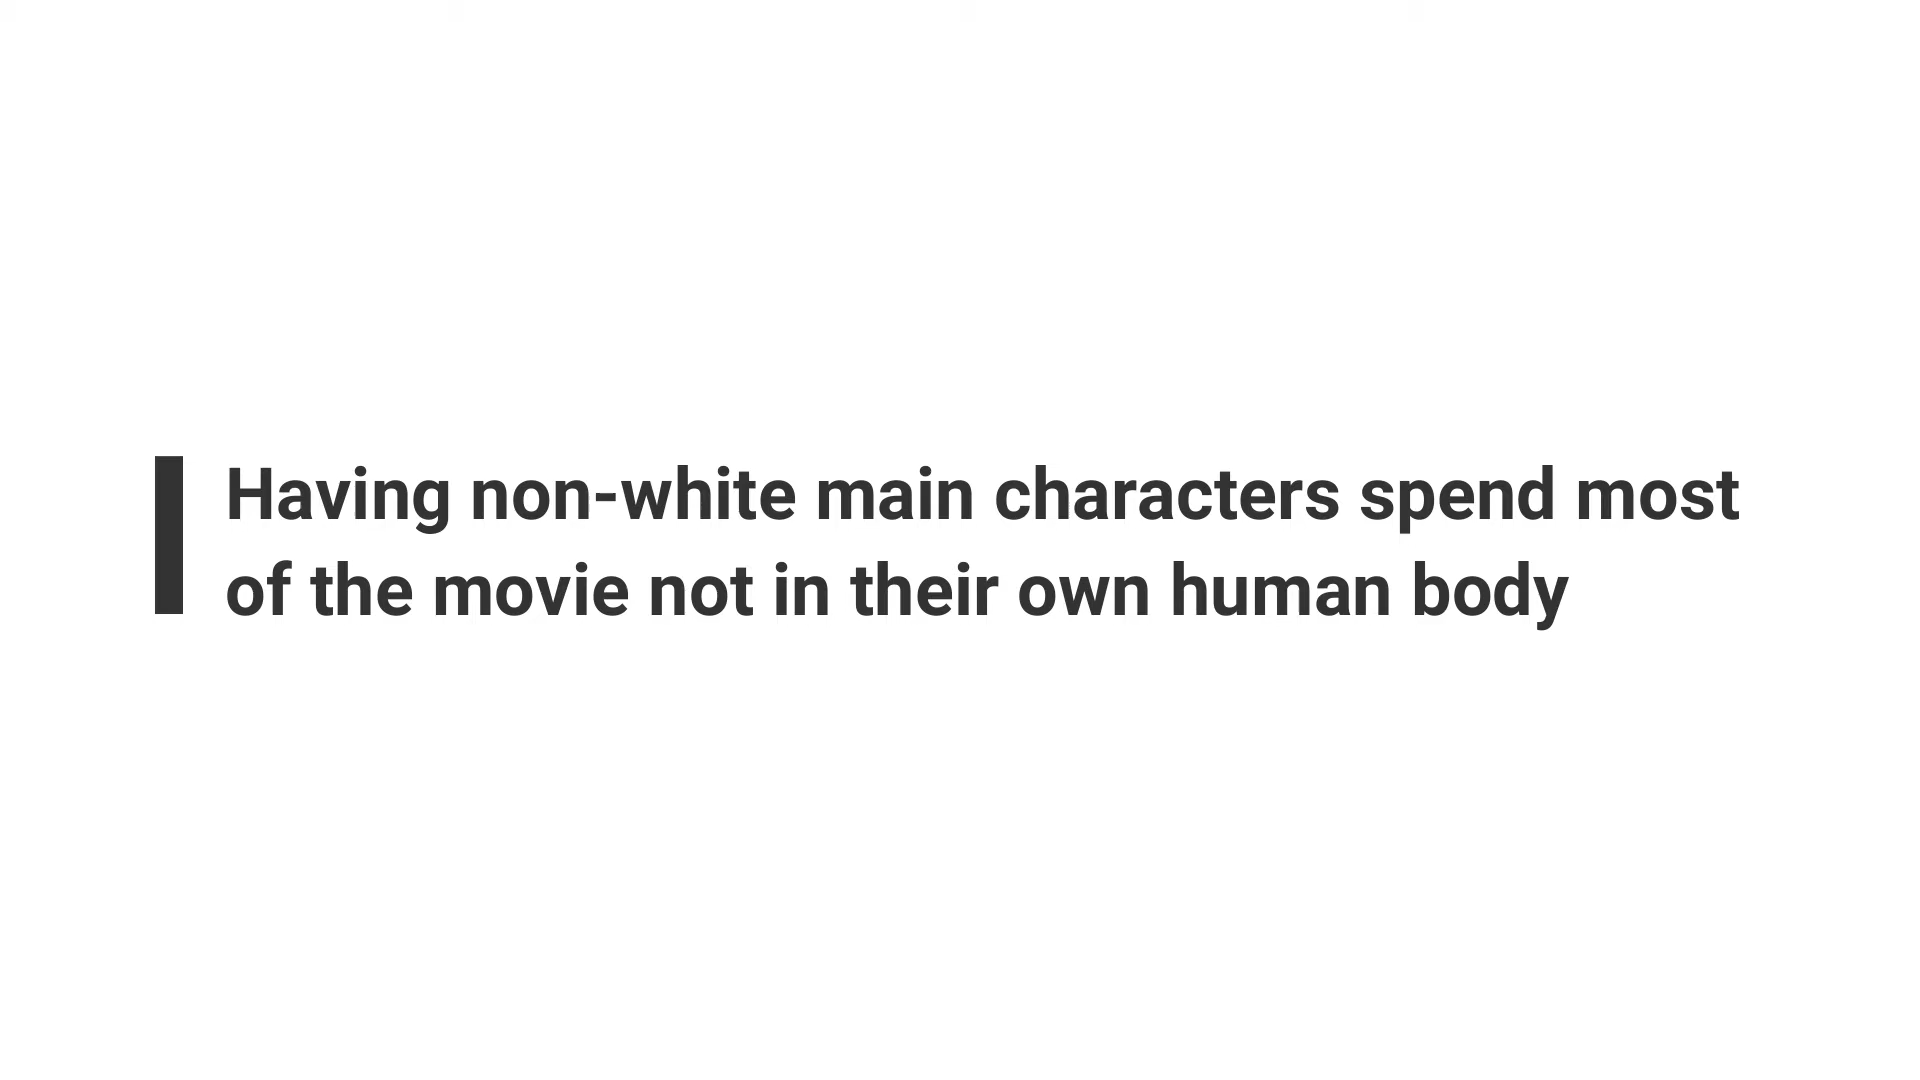 Having non-white main characters spend most
of the movie not in their own human body